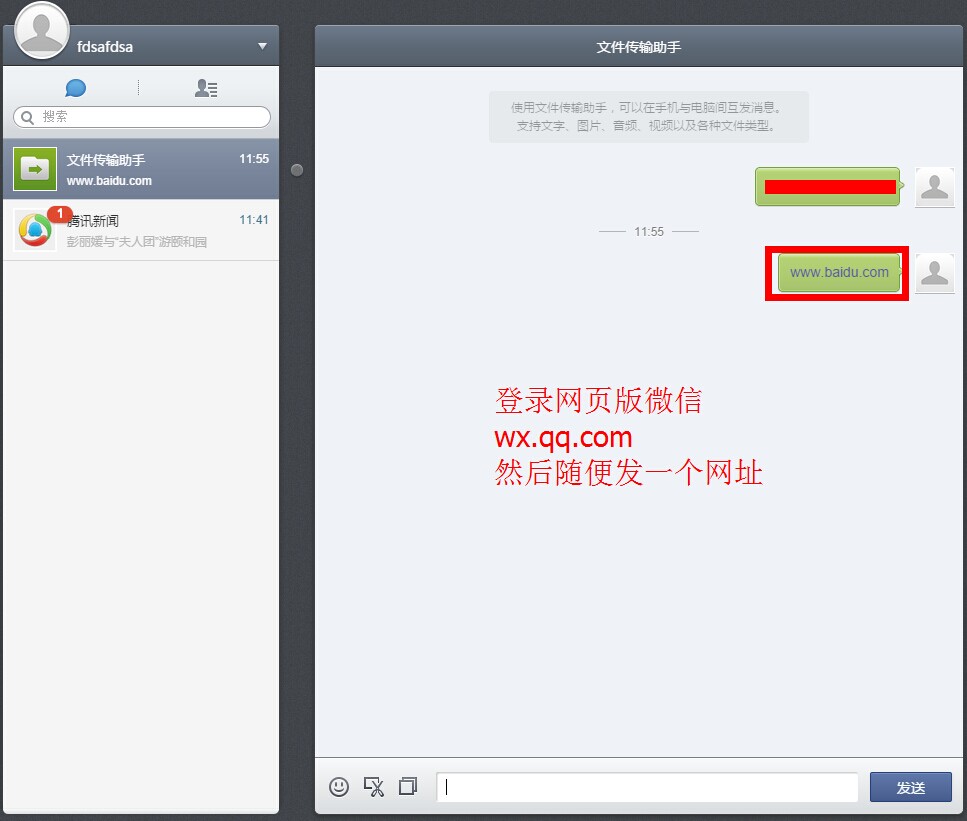 fdsafdsa
搜索
文件传输助手
11:55
www.baidu.com
1
腾讯新闻
11:41
彭丽媛与“夫人团”游颐和园
文件传输助手
使用文件传输助手，可以在手机与电脑间互发消息。
支持文字、图片、音频、视频以及各种文件类型。
11:55
www.baidu.com
登录网页版微信
wx.qq.com
然后随便发一个网址
发送